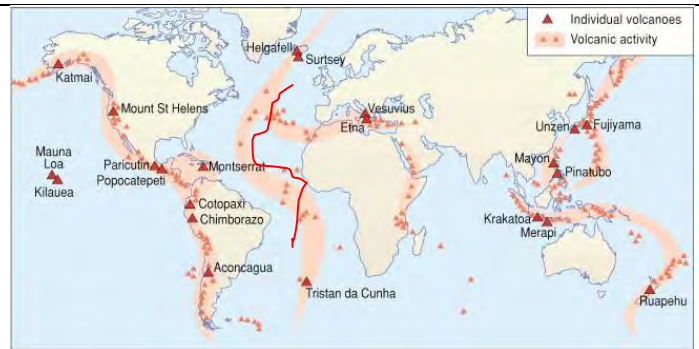 Individual volcanoes
Volcanic activity
Helgafell
Surtsey
Katmai
Mount St Helens
Vesuvius
Etna
Unzen
Fujiyama
Mauna
Loa
Kilauea
Paricutin
Popocatepeti
Montserrat
Mayon
Pinatubo
Cotopaxi
Chimborazo
Krakatoa
Merapi
Aconcagua
Tristan da Cunha
Ruapehu